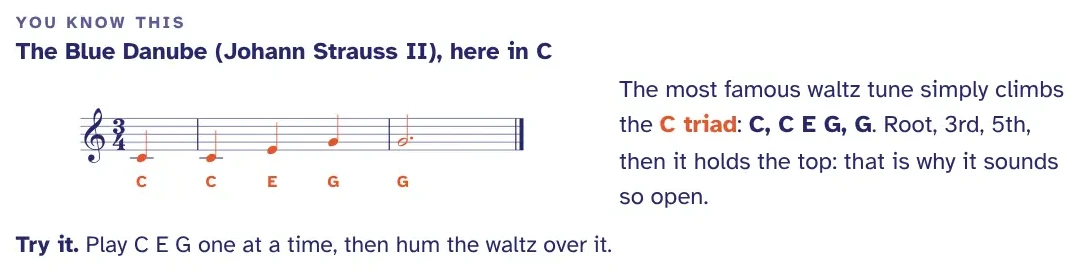 YOU KNOW THIS
The Blue Danube (Johann Strauss II), here in C
3
4
C C E G G
The most famous waltz tune simply climbs
the C triad: C, C E G, G. Root, 3rd, 5th,
then it holds the top: that is why it sounds
so open.
Try it. Play C E G one at a time, then hum the waltz over it.